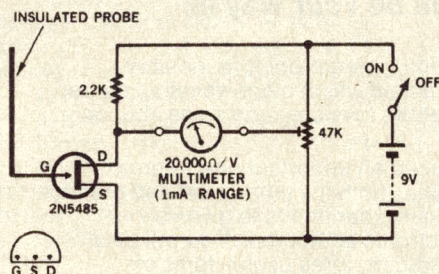 INSULATED PROBE
ON
OFF
2.2K
47K
D
G
S
20,000Ω/V
MULTIMETER
(1mA RANGE)
9V
2N5485
G S D